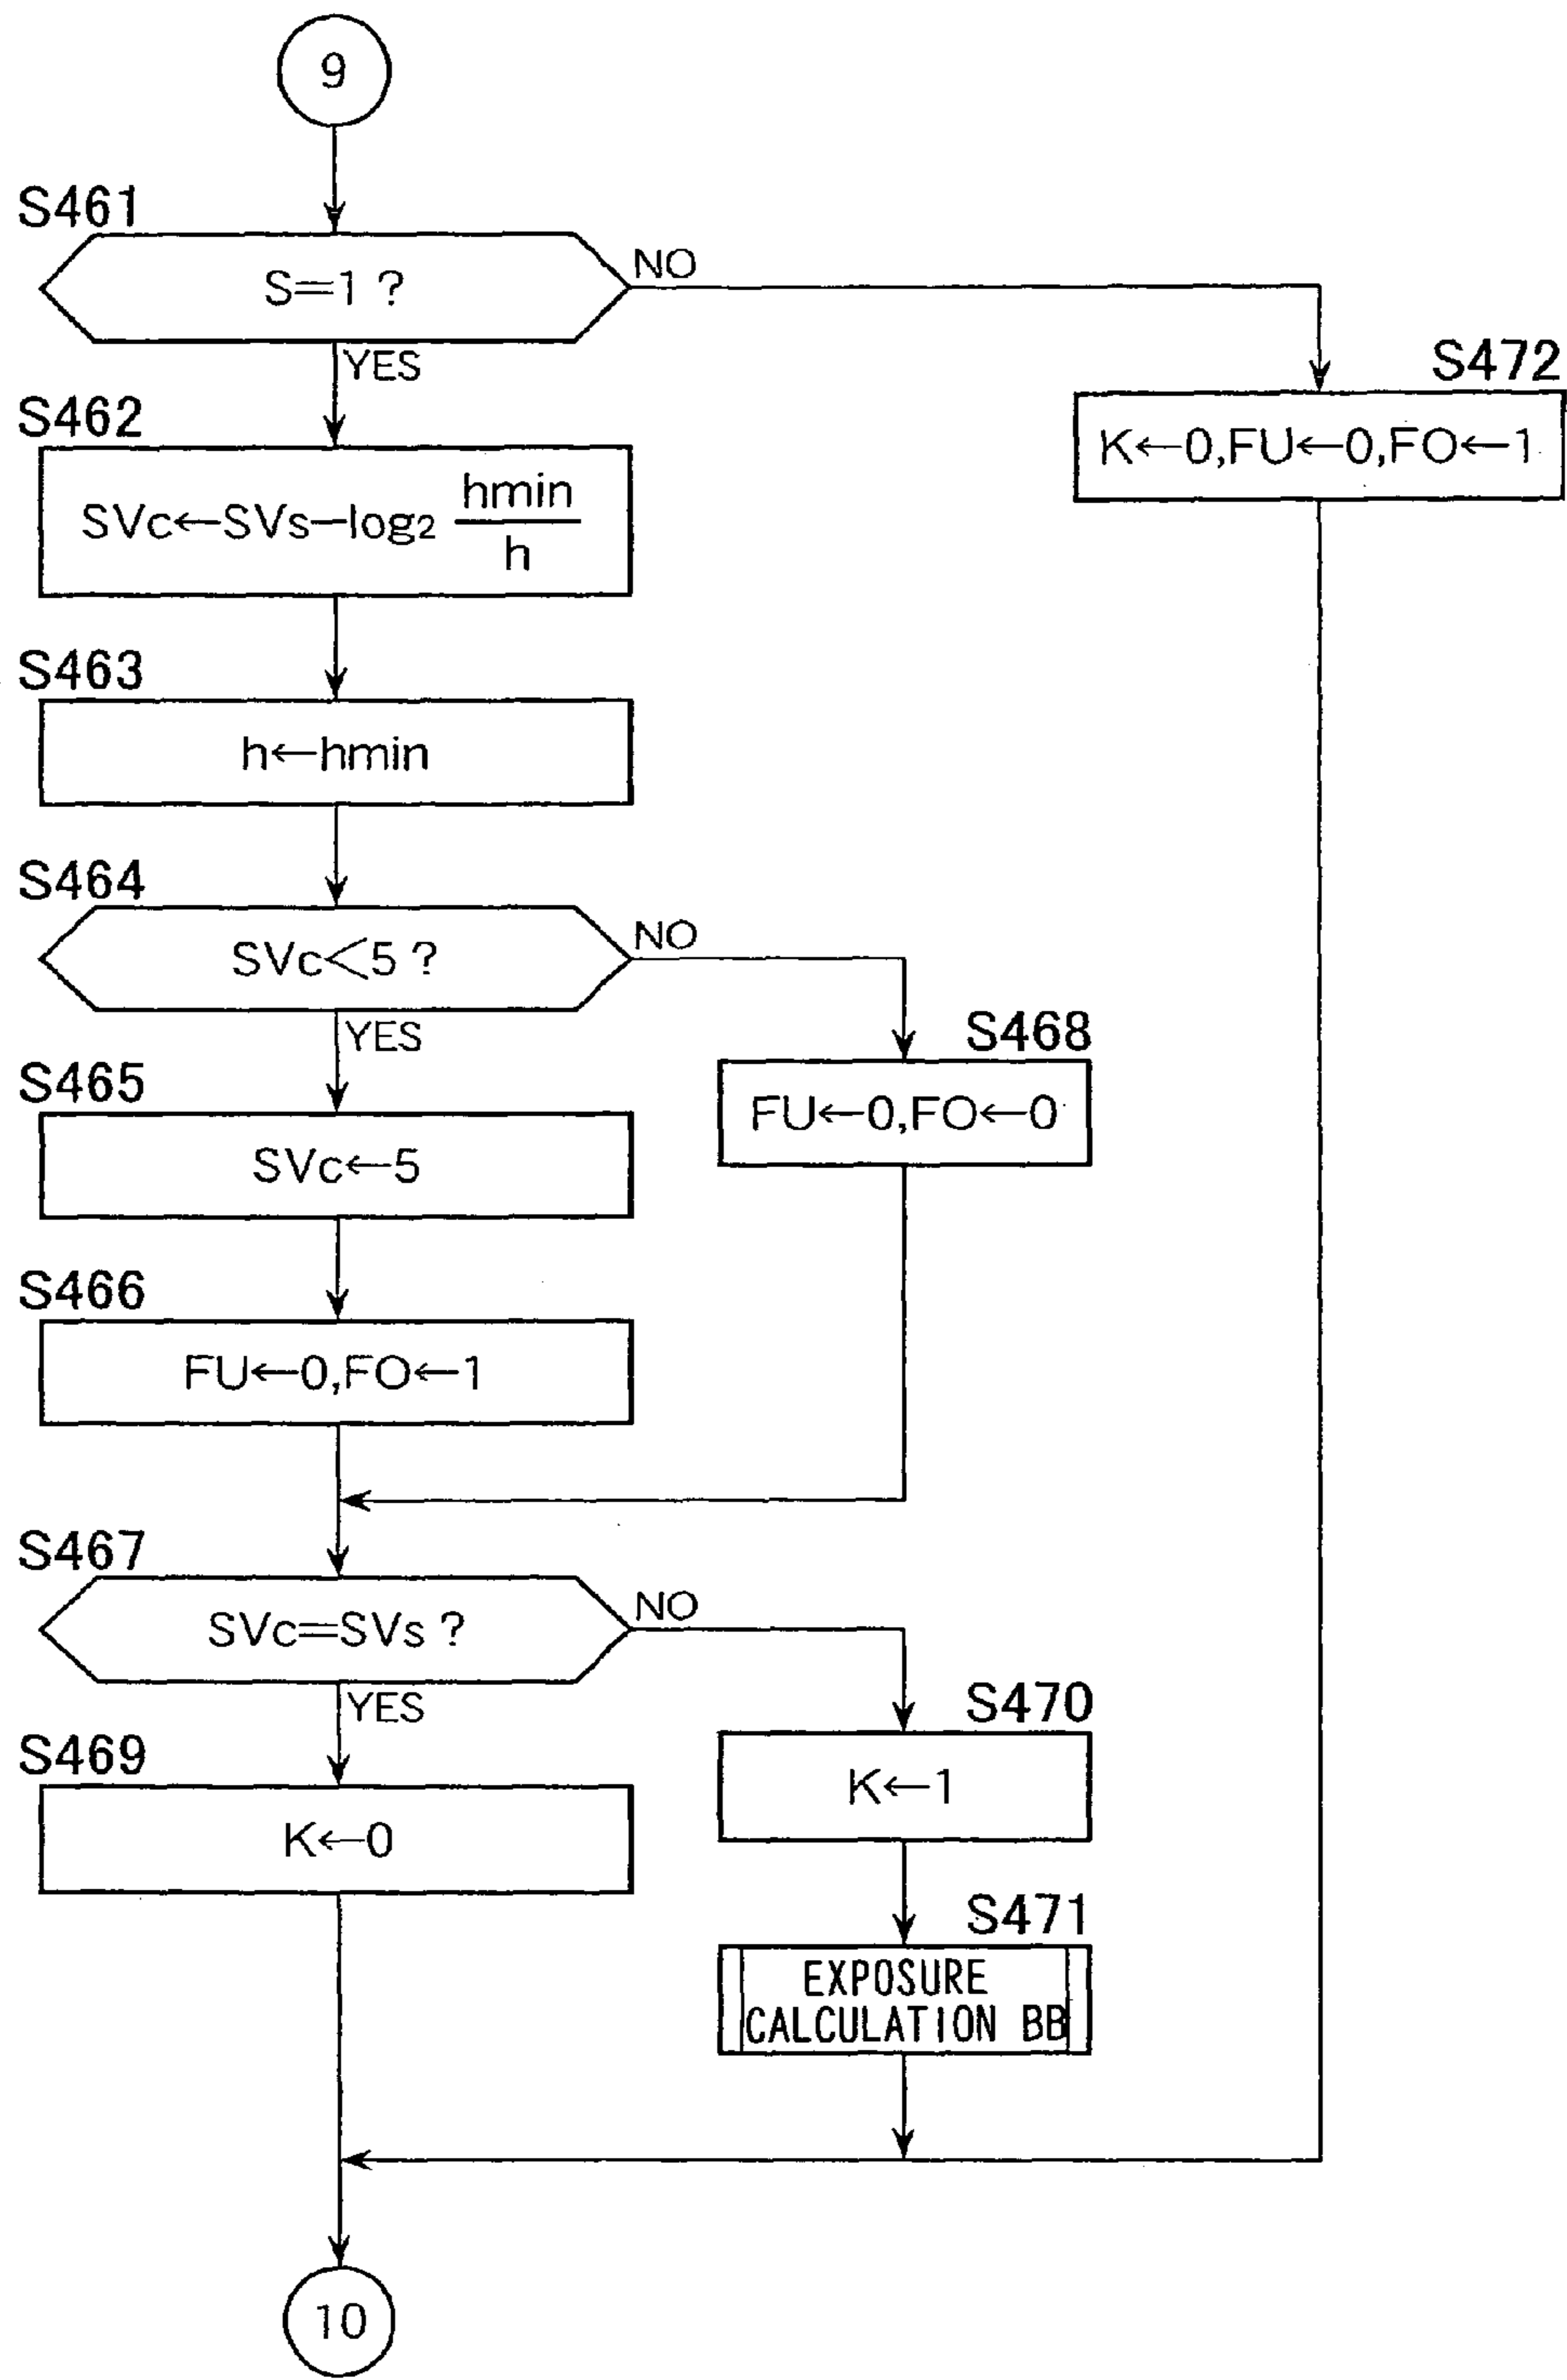 9
S461
S=1 ?
NO
YES
S472
K←0,FU←0,FO←1
S462
SVc←SVs−log₂ hmin/h
S463
h←hmin
S464
SVc<5 ?
NO
YES
S468
FU←0,FO←0
S465
SVc←5
S466
FU←0,FO←1
S467
SVc=SVs ?
NO
YES
S470
K←1
S469
K←0
S471
EXPOSURE
CALCULATION BB
10